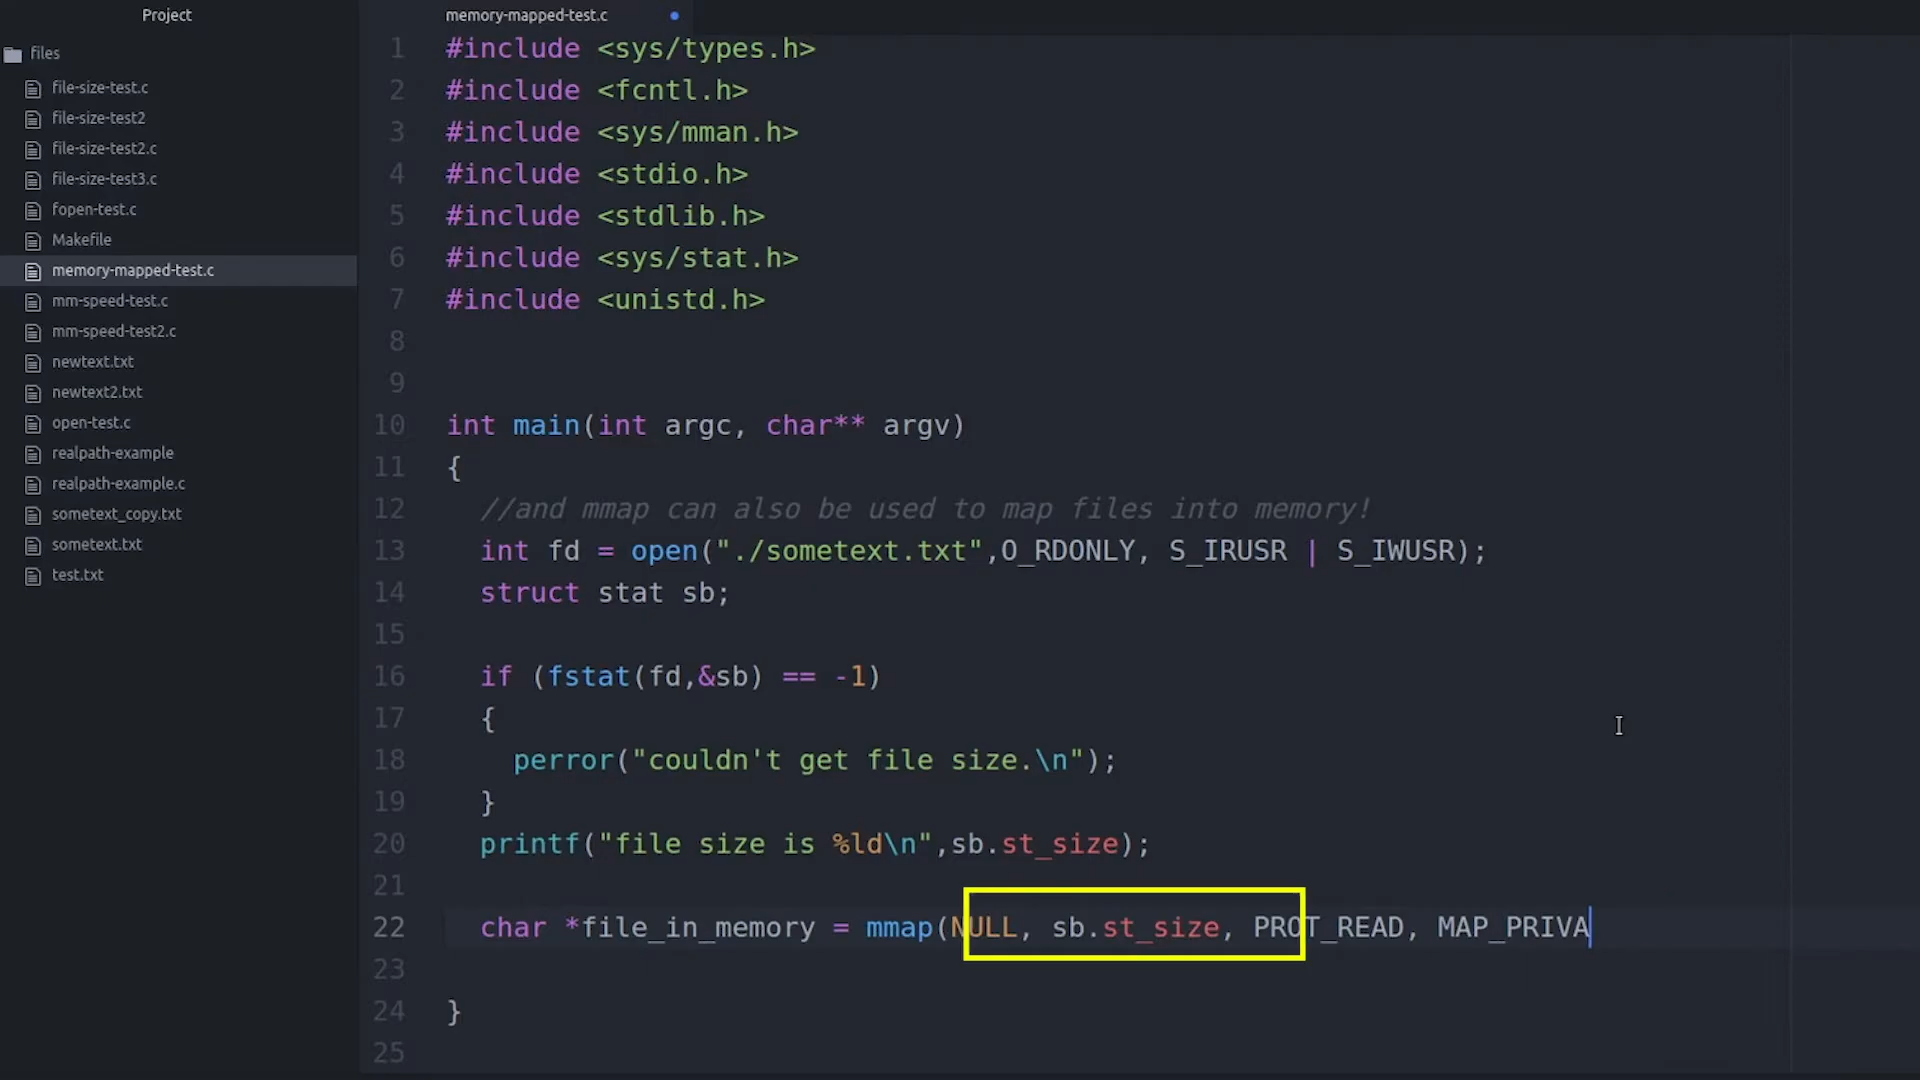 Project
files
file-size-test.c
file-size-test2
file-size-test2.c
file-size-test3.c
fopen-test.c
Makefile
memory-mapped-test.c
mm-speed-test.c
mm-speed-test2.c
newtext.txt
newtext2.txt
open-test.c
realpath-example
realpath-example.c
sometext_copy.txt
sometext.txt
test.txt
memory-mapped-test.c
1 #include <sys/types.h>
2 #include <fcntl.h>
3 #include <sys/mman.h>
4 #include <stdio.h>
5 #include <stdlib.h>
6 #include <sys/stat.h>
7 #include <unistd.h>
8
9
10 int main(int argc, char** argv)
11 {
12 //and mmap can also be used to map files into memory!
13 int fd = open("./sometext.txt",O_RDONLY, S_IRUSR | S_IWUSR);
14 struct stat sb;
15
16 if (fstat(fd,&sb) == -1)
17 {
18 perror("couldn't get file size.\n");
19 }
20 printf("file size is %ld\n",sb.st_size);
21
22 char *file_in_memory = mmap(NULL, sb.st_size, PROT_READ, MAP_PRIVA
23
24 }
25